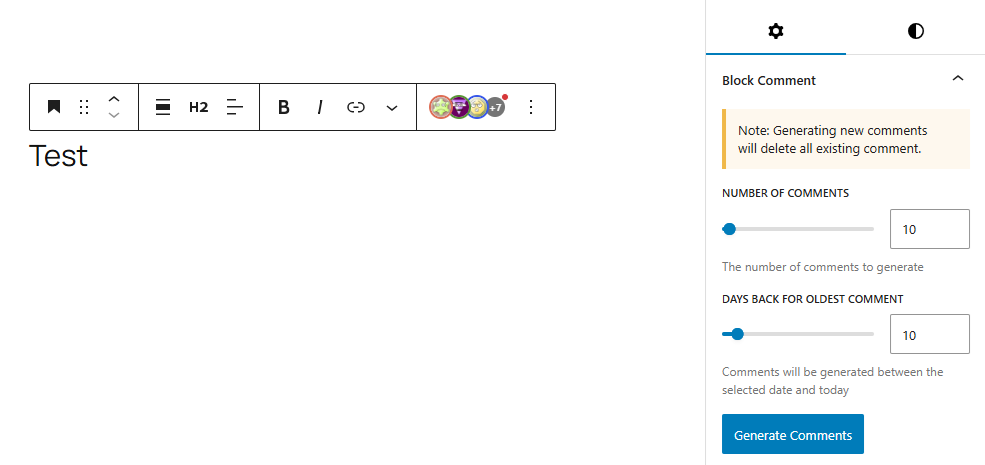 H2
B
I
+7
Test
Block Comment
Note: Generating new comments
will delete all existing comment.
NUMBER OF COMMENTS
10
The number of comments to generate
DAYS BACK FOR OLDEST COMMENT
10
Comments will be generated between the
selected date and today
Generate Comments